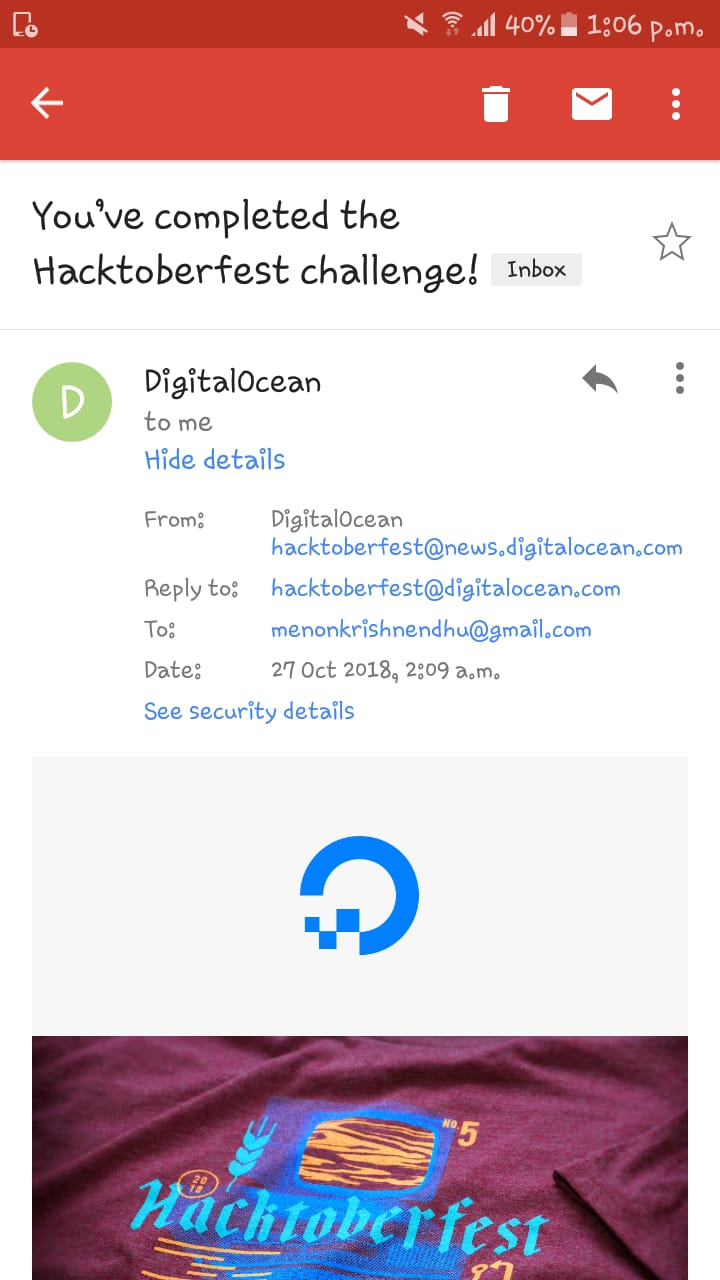 40% 1:06 p.m.
You've completed the
Hacktoberfest challenge! Inbox
D
DigitalOcean
to me
Hide details
From: DigitalOcean
hacktoberfest@news.digitalocean.com
Reply to: hacktoberfest@digitalocean.com
To: menonkrishnendhu@gmail.com
Date: 27 Oct 2018, 2:09 a.m.
See security details
NO. 5
20
18
Hacktoberfest